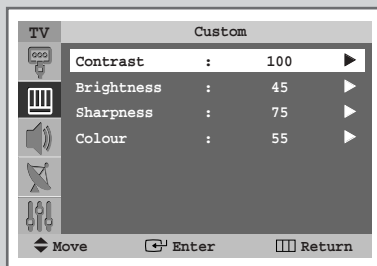 TV Custom
Contrast : 100
Brightness : 45
Sharpness : 75
Colour : 55
Move Enter Return